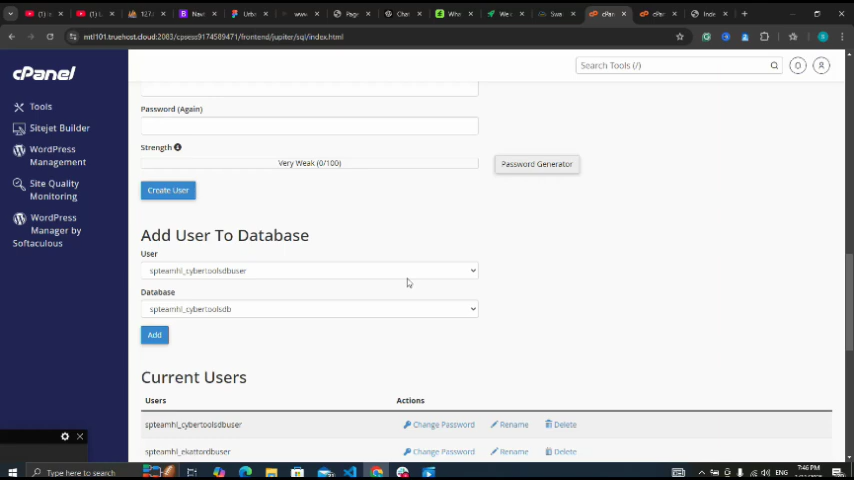 127.
Navi
mtl101.truehost.cloud:2083/cpsess9174589471/frontend/jupiter/sql/index.html
cPanel
Search Tools (/)
Tools
Sitejet Builder
WordPress
Management
Site Quality
Monitoring
WordPress
Manager by
Softaculous
Password (Again)
Strength
Very Weak (0/100)
Password Generator
Create User
Add User To Database
User
spteamhl_cybertoolsdbuser
Database
spteamhl_cybertoolsdb
Add
Current Users
Users Actions
spteamhl_cybertoolsdbuser Change Password Rename Delete
spteamhl_ekattordbuser Change Password Rename Delete
Type here to search
ENG
7:46 PM